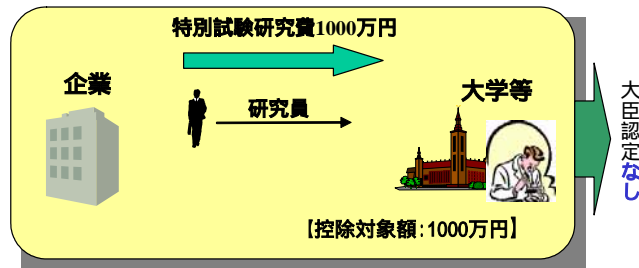 特別試験研究費1000万円
企業
大学等
研究員
【控除対象額:1000万円】
大臣認定なし